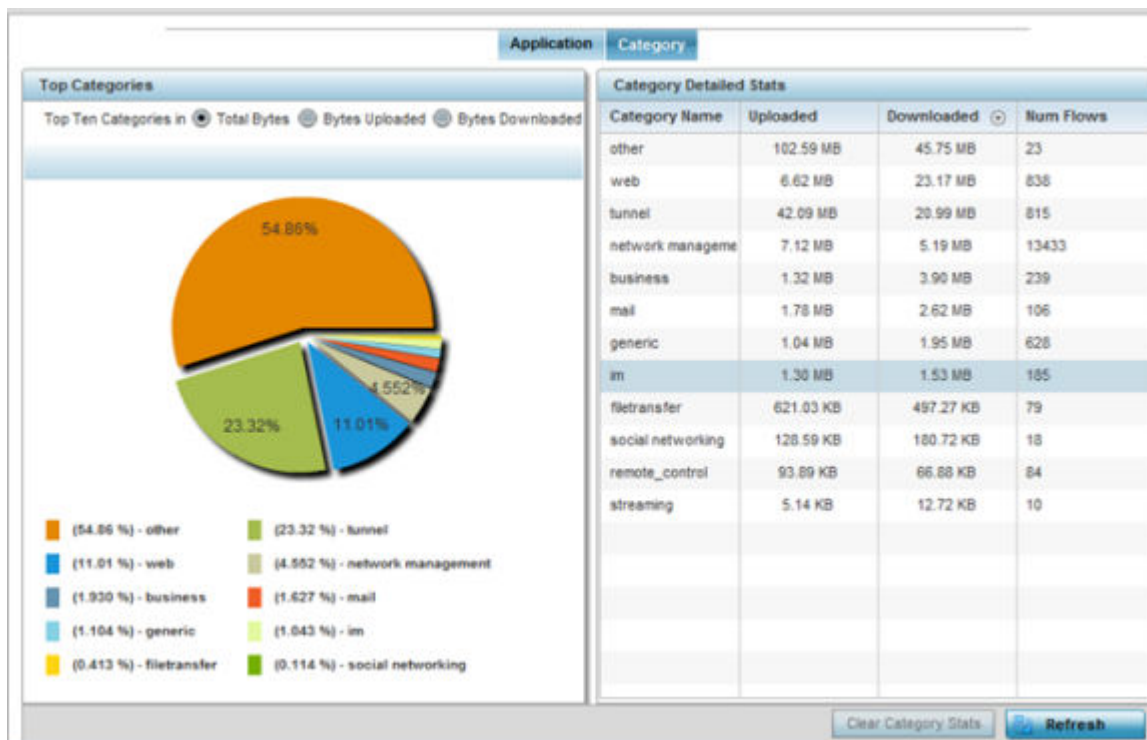 Application Category
Top Categories
Top Ten Categories in Total Bytes Bytes Uploaded Bytes Downloaded
54.86%
4.552%
23.32%
11.01%
(54.86 %) - other
(23.32 %) - tunnel
(11.01 %) - web
(4.552 %) - network management
(1.930 %) - business
(1.627 %) - mail
(1.104 %) - generic
(1.043 %) - im
(0.413 %) - filetransfer
(0.114 %) - social networking
Category Detailed Stats
Category Name Uploaded Downloaded Num Flows
other 102.59 MB 45.75 MB 23
web 6.62 MB 23.17 MB 838
tunnel 42.09 MB 20.99 MB 815
network manageme 7.12 MB 5.19 MB 13433
business 1.32 MB 3.90 MB 239
mail 1.78 MB 2.62 MB 106
generic 1.04 MB 1.95 MB 628
im 1.30 MB 1.53 MB 185
filetransfer 621.03 KB 497.27 KB 79
social networking 128.59 KB 180.72 KB 18
remote_control 93.89 KB 66.88 KB 84
streaming 5.14 KB 12.72 KB 10
Clear Category Stats Refresh